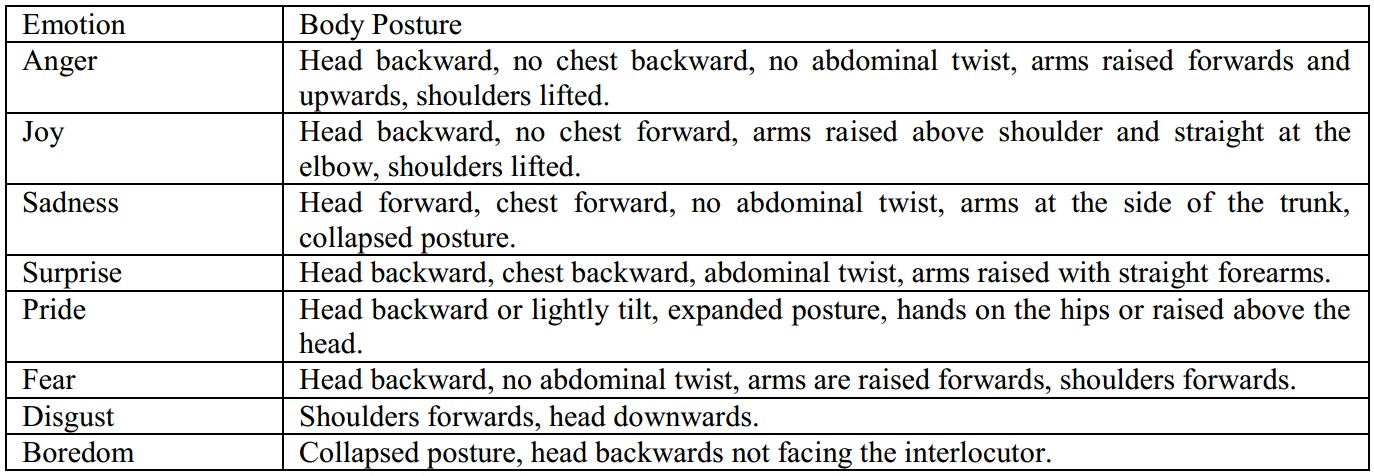 Emotion Body Posture
Anger Head backward, no chest backward, no abdominal twist, arms raised forwards and
upwards, shoulders lifted.
Joy Head backward, no chest forward, arms raised above shoulder and straight at the
elbow, shoulders lifted.
Sadness Head forward, chest forward, no abdominal twist, arms at the side of the trunk,
collapsed posture.
Surprise Head backward, chest backward, abdominal twist, arms raised with straight forearms.
Pride Head backward or lightly tilt, expanded posture, hands on the hips or raised above the
head.
Fear Head backward, no abdominal twist, arms are raised forwards, shoulders forwards.
Disgust Shoulders forwards, head downwards.
Boredom Collapsed posture, head backwards not facing the interlocutor.